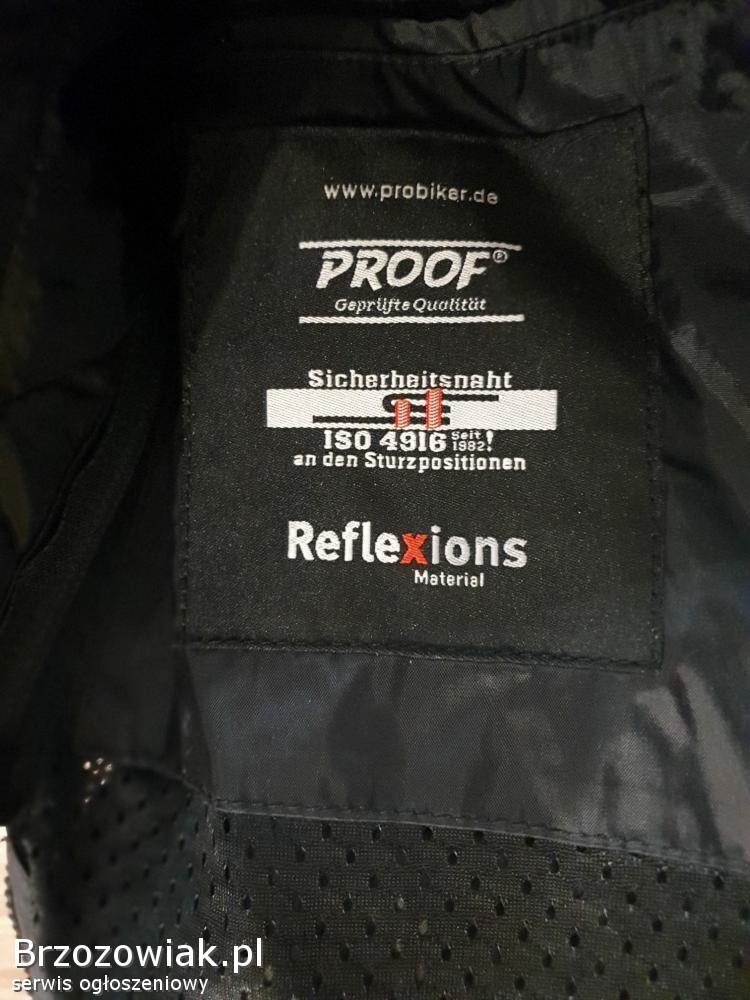 www.probiker.de
PROOF®
Geprüfte Qualität
Sicherheitsnaht
ISO 4916 Seit 1982!
an den Sturzpositionen
Reflexions
Material
Brzozowiak.pl
serwis ogłoszeniowy